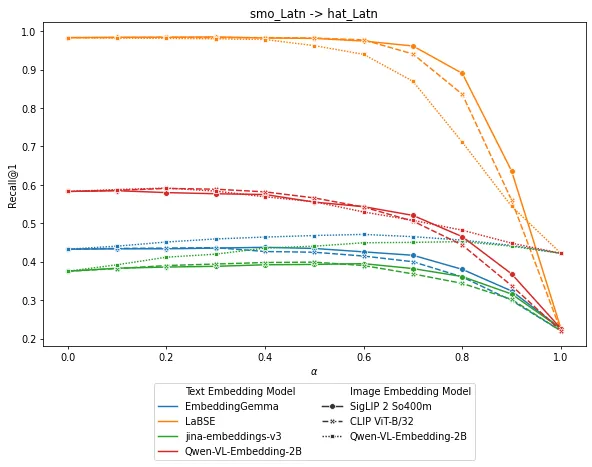 smo_Latn -> hat_Latn
Recall@1
1.0
0.9
0.8
0.7
0.6
0.5
0.4
0.3
0.2
0.0 0.2 0.4 0.6 0.8 1.0
α
Text Embedding Model Image Embedding Model
EmbeddingGemma SigLIP 2 So400m
LaBSE CLIP ViT-B/32
jina-embeddings-v3 Qwen-VL-Embedding-2B
Qwen-VL-Embedding-2B